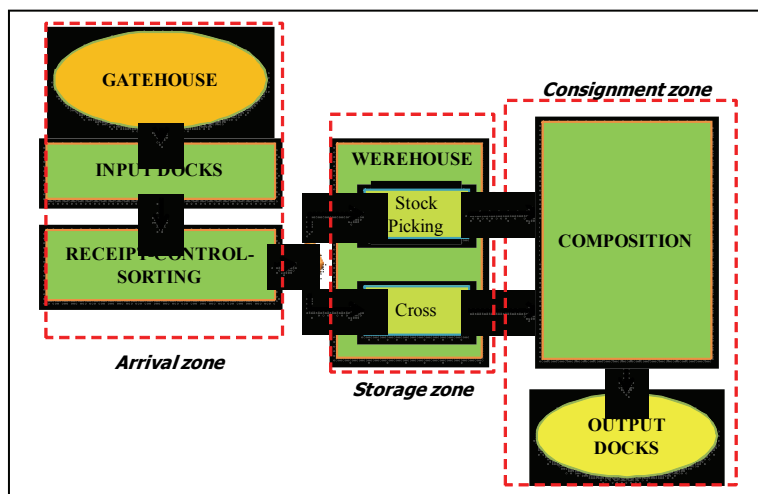 GATEHOUSE
INPUT DOCKS
RECEIPT-CONTROL-
SORTING
Arrival zone
WEREHOUSE
Stock
Picking
Cross
Storage zone
Consignment zone
COMPOSITION
OUTPUT
DOCKS